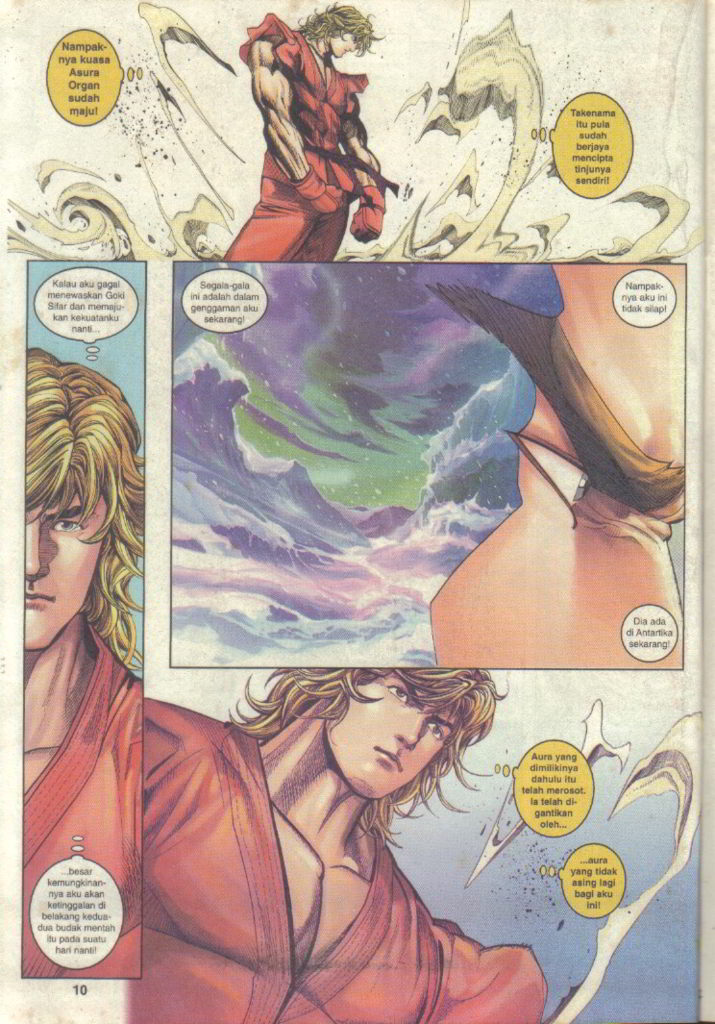 Nampak-
nya kuasa
Asura
Organ
sudah
maju!
Takenama
itu pula
sudah
berjaya
mencipta
tinjunya
sendiri!
Kalau aku gagal
menewaskan Goki
Sifar dan memaju-
kan kekuatanku
nanti...
Segala-gala
ini adalah dalam
genggaman aku
sekarang!
Nampak-
nya aku ini
tidak silap!
Dia ada
di Antartika
sekarang!
...besar
kemungkinan-
nya aku akan
ketinggalan di
belakang kedua-
dua budak mentah
itu pada suatu
hari nanti!
Aura yang
dimilikinya
dahulu itu
telah merosot.
Ia telah di-
gantikan
oleh...
...aura
yang tidak
asing lagi
bagi aku
ini!
10